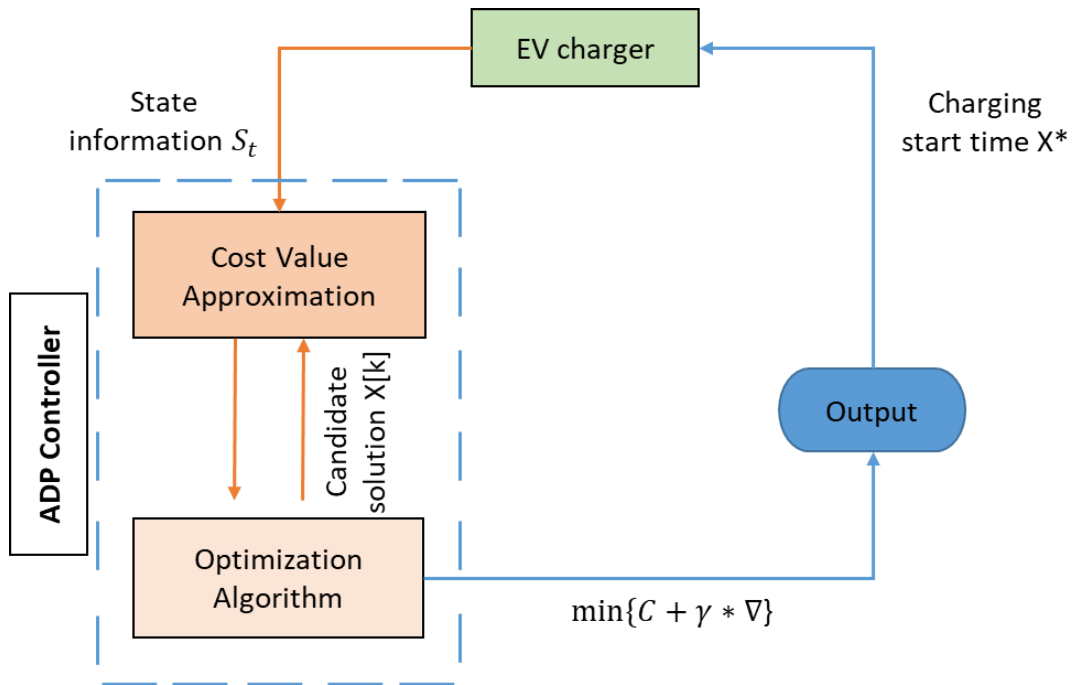 EV charger
State
information S_t
Charging
start time X*
Cost Value
Approximation
ADP Controller
Candidate
solution X[k]
Output
Optimization
Algorithm
min{C + γ * ∇}